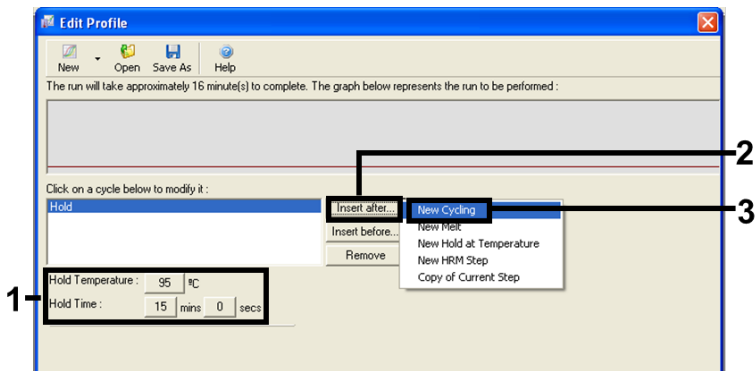 Edit Profile
New Open Save As Help
The run will take approximately 16 minute(s) to complete. The graph below represents the run to be performed :
2
Click on a cycle below to modify it :
Hold
Insert after...
New Cycling
3
Insert before...
New Melt
Remove
New Hold at Temperature
New HRM Step
Copy of Current Step
1
Hold Temperature : 95 ºC
Hold Time : 15 mins 0 secs